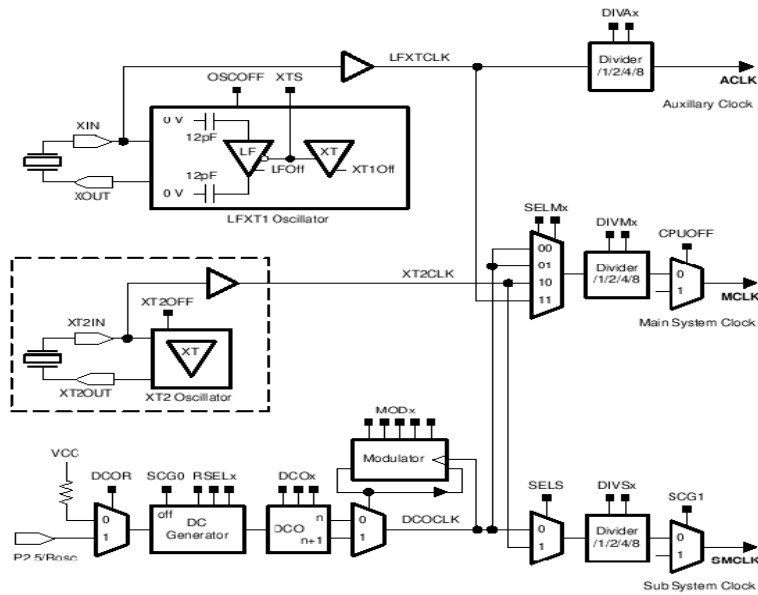 DIVAx
LFXTCLK
Divider
/1/2/4/8
ACLK
Auxillary Clock
OSCOFF XTS
XIN
0 V
12pF
LF
XT
LFOff
XT1Off
12pF
0 V
XOUT
LFXT1 Oscillator
SELMx
DIVMx
CPUOFF
00
01
10
11
Divider
/1/2/4/8
0
1
MCLK
Main System Clock
XT2CLK
XT2OFF
XT2IN
XT
XT2OUT
XT2 Oscillator
MODx
Modulator
VCC
DCOR
SCG0 RSELx
DCOx
0
1
off
DC
Generator
DCO
n
n+1
0
1
DCOCLK
SELS
DIVSx
SCG1
0
1
Divider
/1/2/4/8
0
1
SMCLK
Sub System Clock
P2.5/Rosc